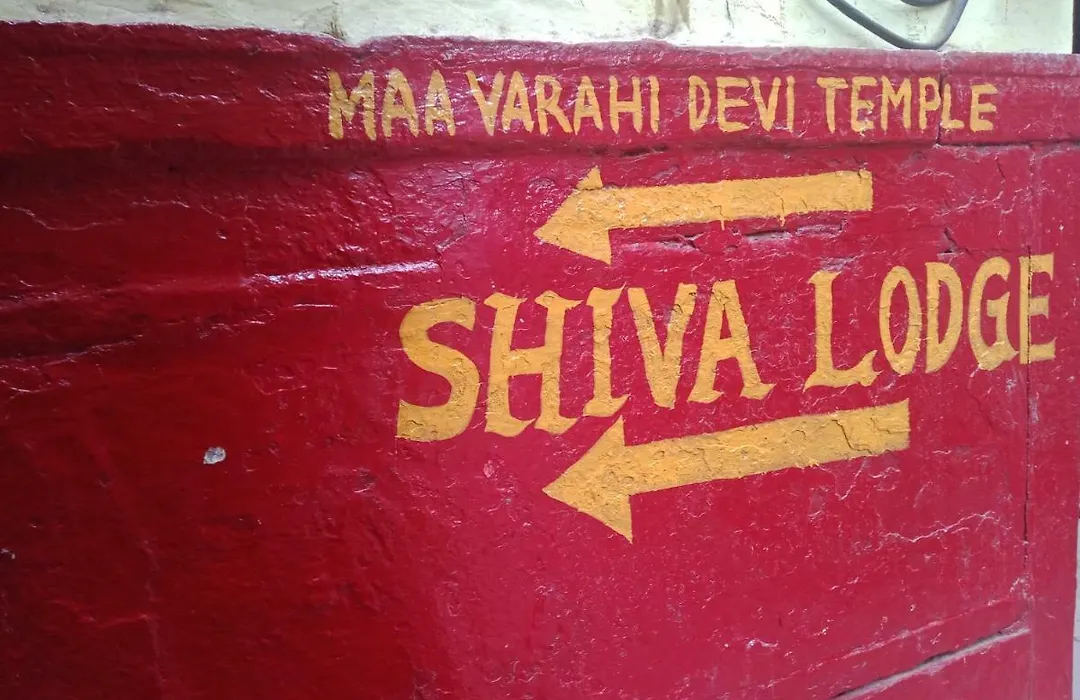 MAA VARAHI DEVI TEMPLE
SHIVA LODGE